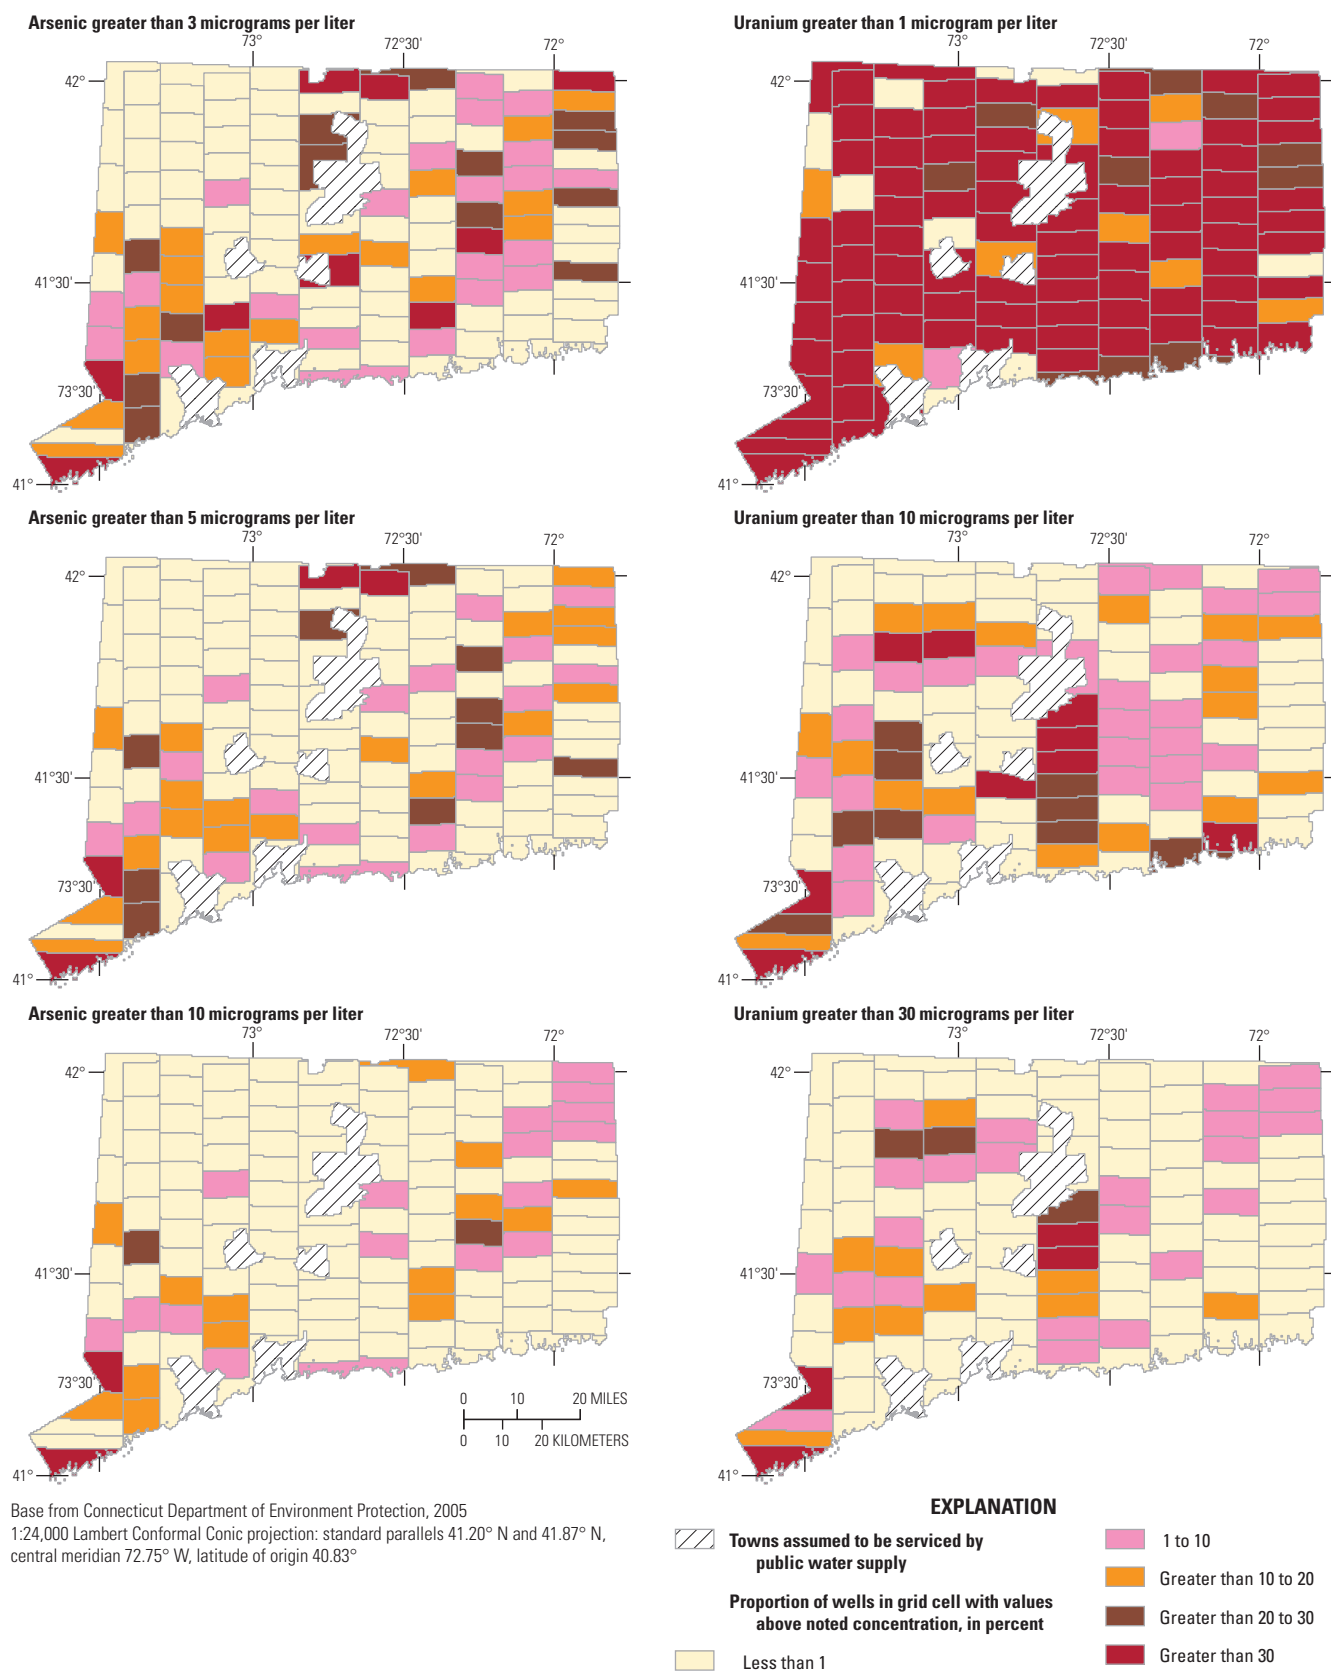 Arsenic greater than 3 micrograms per liter
73°
72°30'
72°
42°
41°30'
73°30'
41°
Uranium greater than 1 microgram per liter
73°
72°30'
72°
42°
41°30'
73°30'
41°
Arsenic greater than 5 micrograms per liter
73°
72°30'
72°
42°
41°30'
73°30'
41°
Uranium greater than 10 micrograms per liter
73°
72°30'
72°
42°
41°30'
73°30'
41°
Arsenic greater than 10 micrograms per liter
73°
72°30'
72°
42°
41°30'
73°30'
41°
0 10 20 MILES
0 10 20 KILOMETERS
Uranium greater than 30 micrograms per liter
73°
72°30'
72°
42°
41°30'
73°30'
41°
Base from Connecticut Department of Environment Protection, 2005
1:24,000 Lambert Conformal Conic projection: standard parallels 41.20° N and 41.87° N,
central meridian 72.75° W, latitude of origin 40.83°
EXPLANATION
Towns assumed to be serviced by
public water supply
Proportion of wells in grid cell with values
above noted concentration, in percent
Less than 1
1 to 10
Greater than 10 to 20
Greater than 20 to 30
Greater than 30